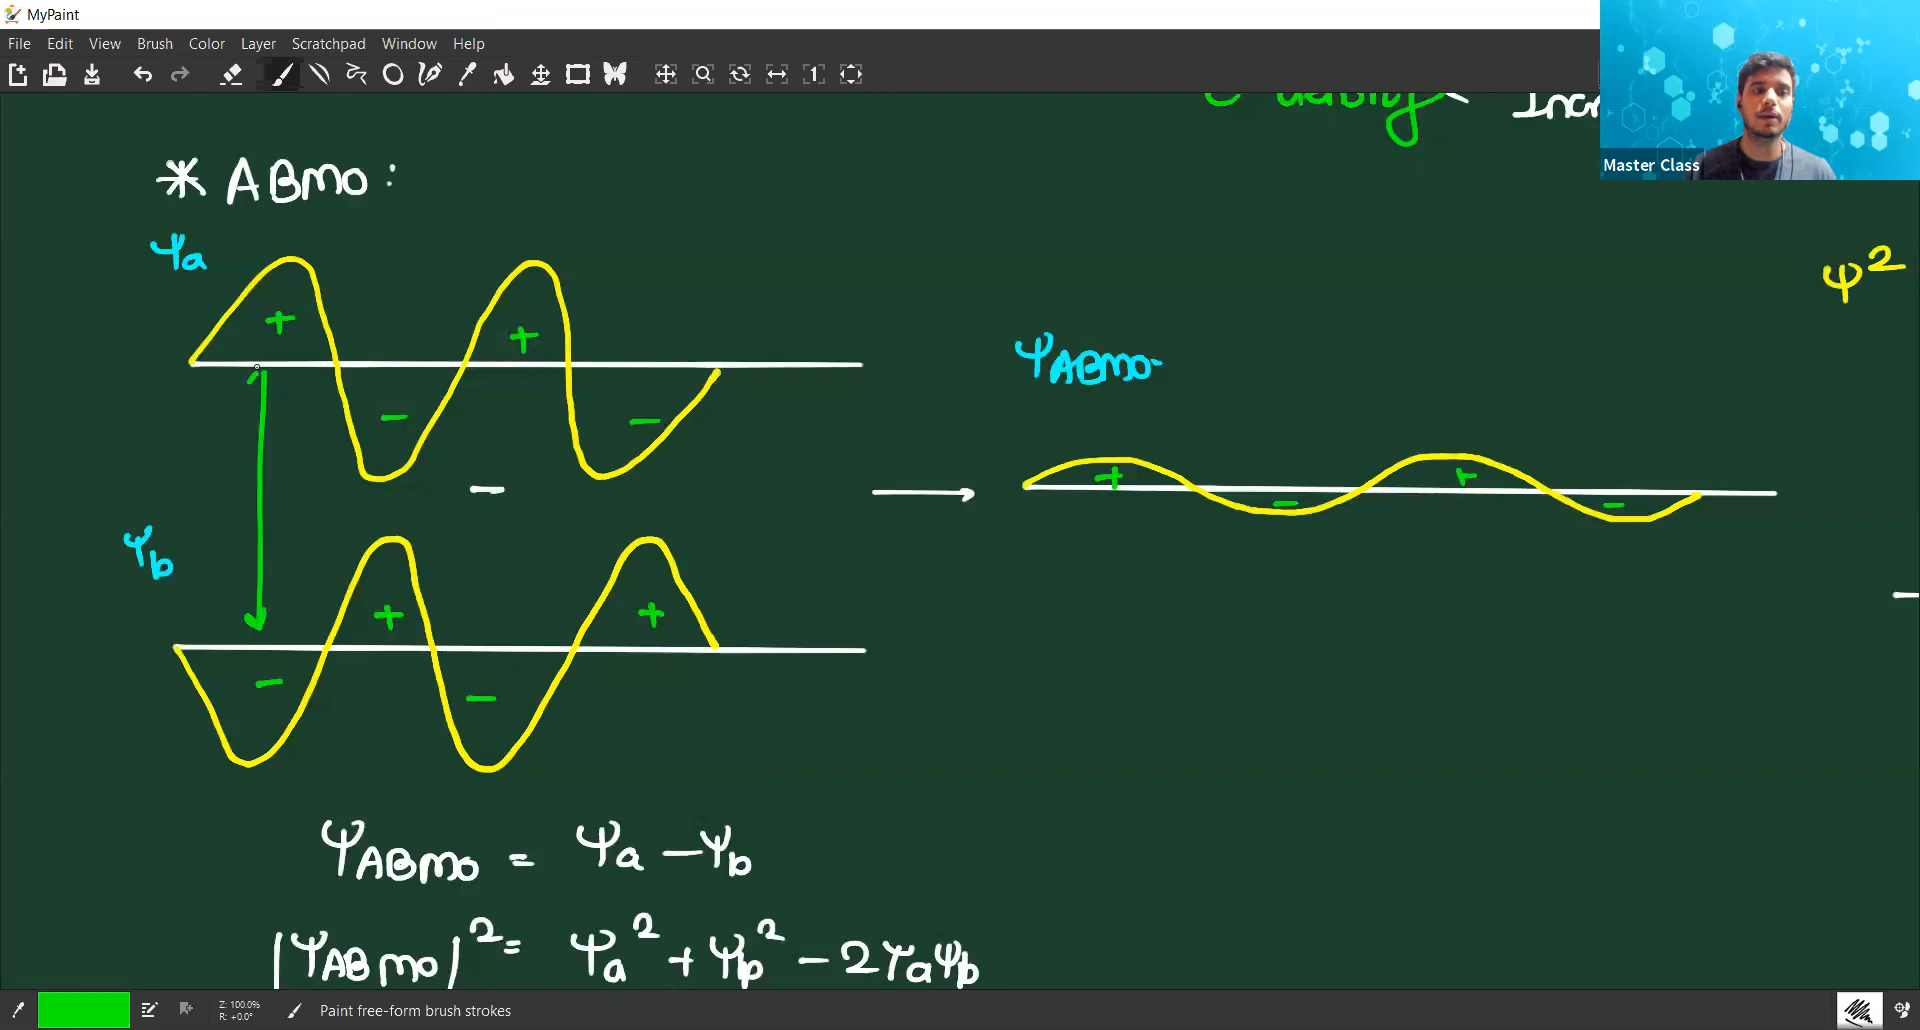 MyPaint
File Edit View Brush Color Layer Scratchpad Window Help
Master Class
* ABMO:
ψa
+ - + -
-
ψb
- + - +
ψ ABMO
+ - + -
ψ²
ψABMO = ψa - ψb
|ψABMO|² = ψa² + ψb² - 2ψaψb
Z: 100.0%
R: +0.0°
Paint free-form brush strokes